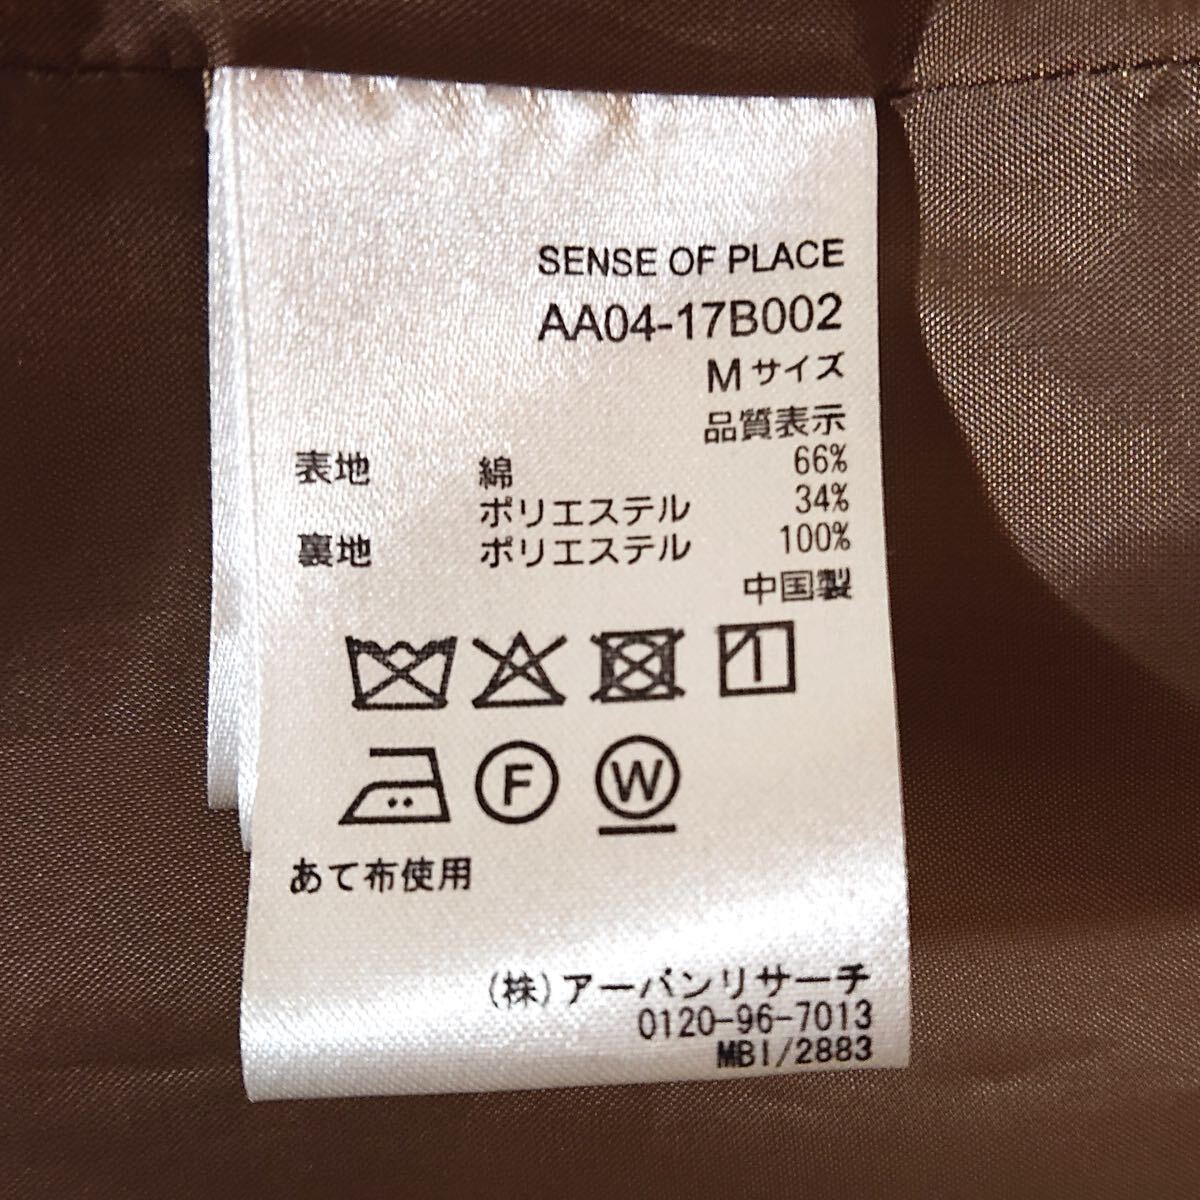 SENSE OF PLACE
AA04-17B002
Mサイズ
品質表示
表地 綿 66%
ポリエステル 34%
裏地 ポリエステル 100%
中国製
F W
あて布使用
(株)アーバンリサーチ
0120-96-7013
MBI/2883